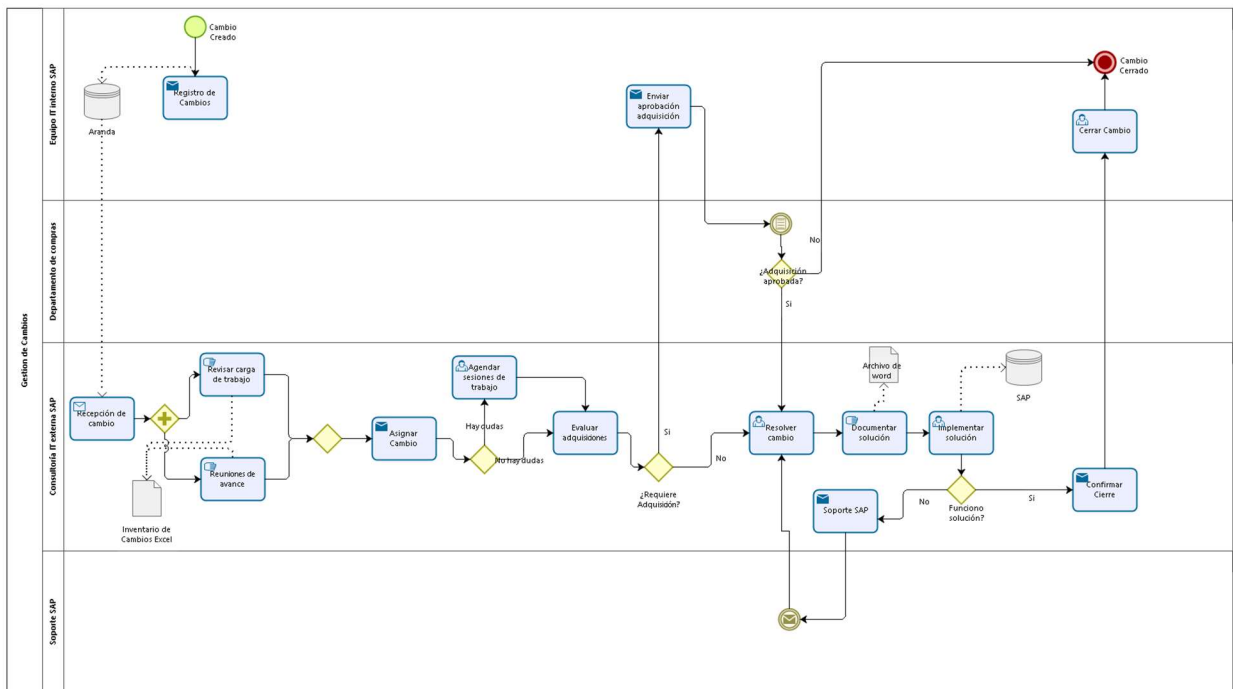 Gestion de Cambios
Equipo IT interno SAP
Cambio
Creado
Registro de
Cambios
Aranda
Enviar
aprobación
adquisición
Cambio
Cerrado
Cerrar Cambio
Departamento de compras
¿Adquisición
aprobada?
No
Si
Consultoría IT externa SAP
Recepción de
cambio
Revisar carga
de trabajo
Reuniones de
avance
Inventario de
Cambios Excel
Asignar
Cambio
Hay dudas
No hay dudas
Agendar
sesiones de
trabajo
Evaluar
adquisiones
¿Requiere
Adquisición?
Si
No
Resolver
cambio
Archivo de
word
Documentar
solución
Implementar
solución
SAP
Funciono
solución?
No
Si
Soporte SAP
Confirmar
Cierre
Soporte SAP